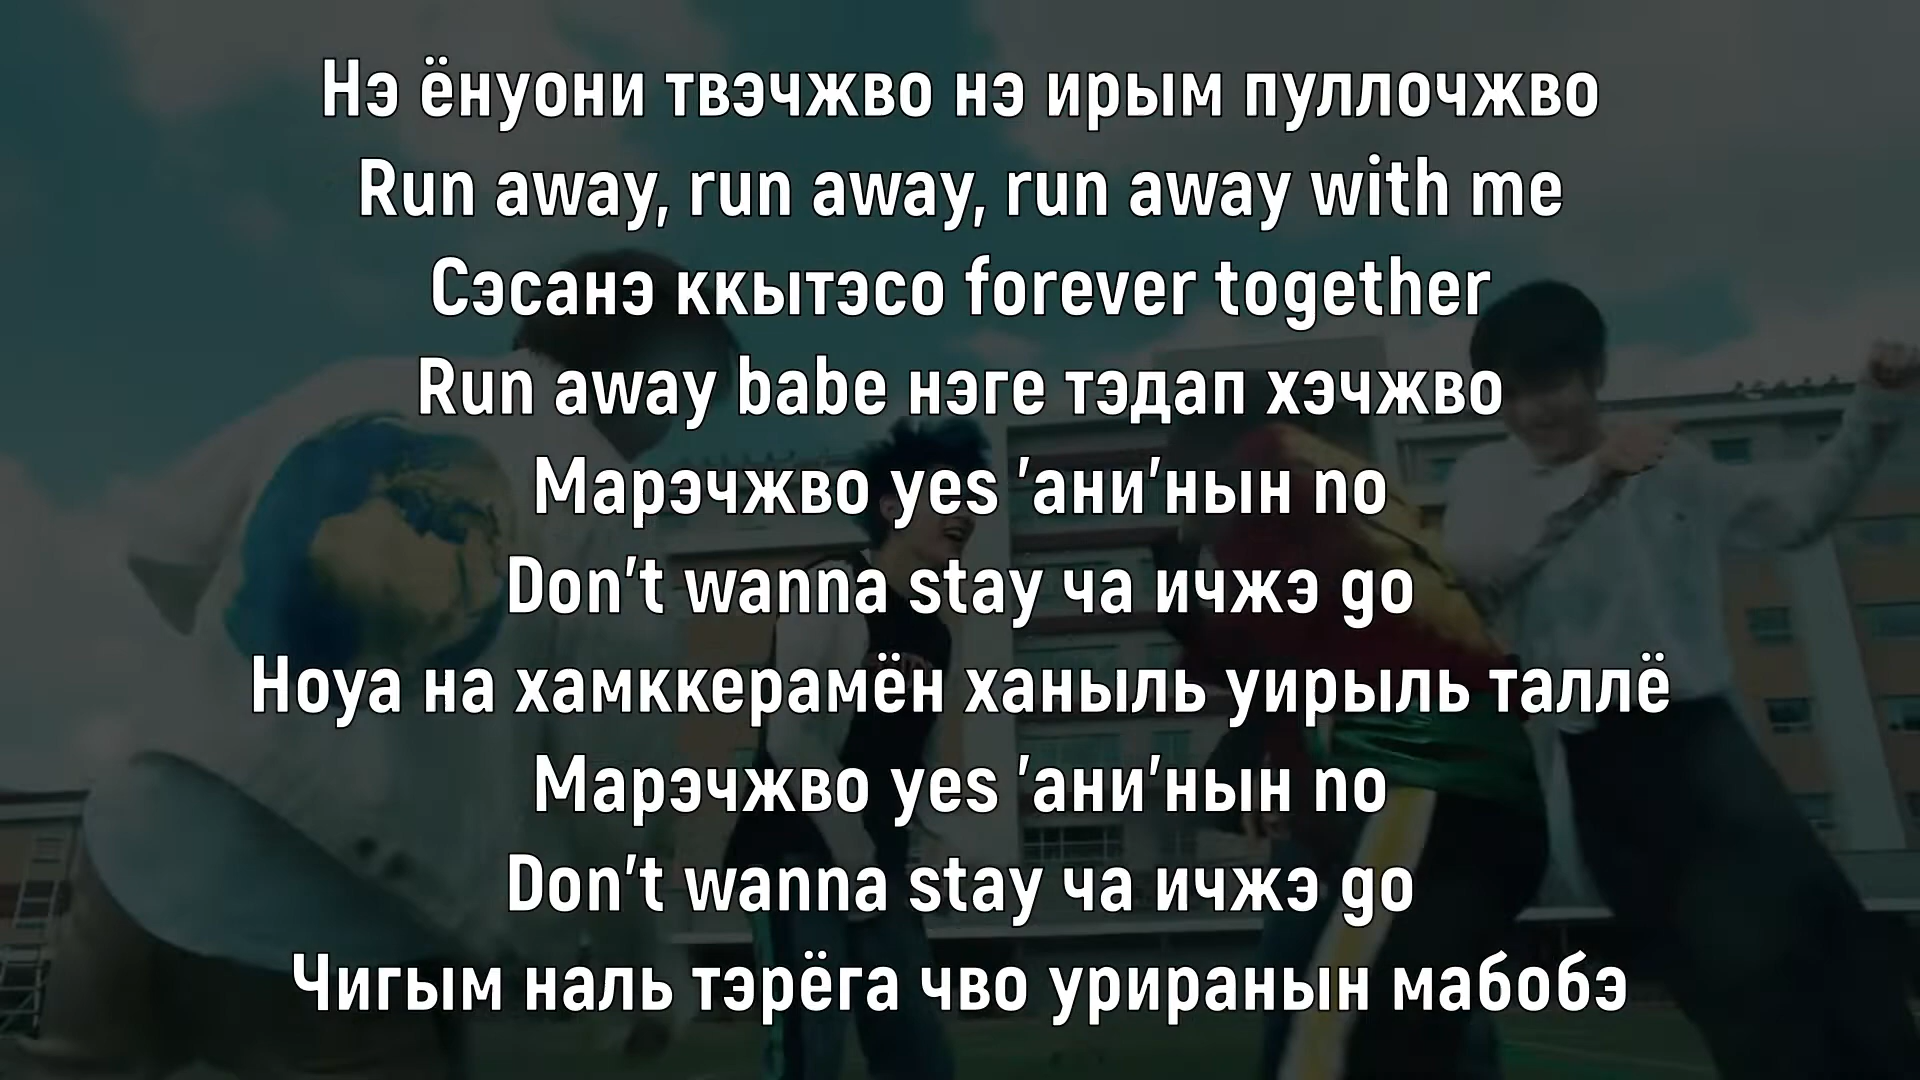 Нэ ёнуони твэчжво нэ ирым пуллочжво
Run away, run away, run away with me
Сэсанэ ккытэсо forever together
Run away babe нэге тэдап хэчжво
Марэчжво yes ’ани’нын no
Don’t wanna stay ча ичжэ go
Ноуа на хамккерамён ханыль уирыль таллё
Марэчжво yes ’ани’нын no
Don’t wanna stay ча ичжэ go
Чигым наль тэрёга чво уриранын мабобэ